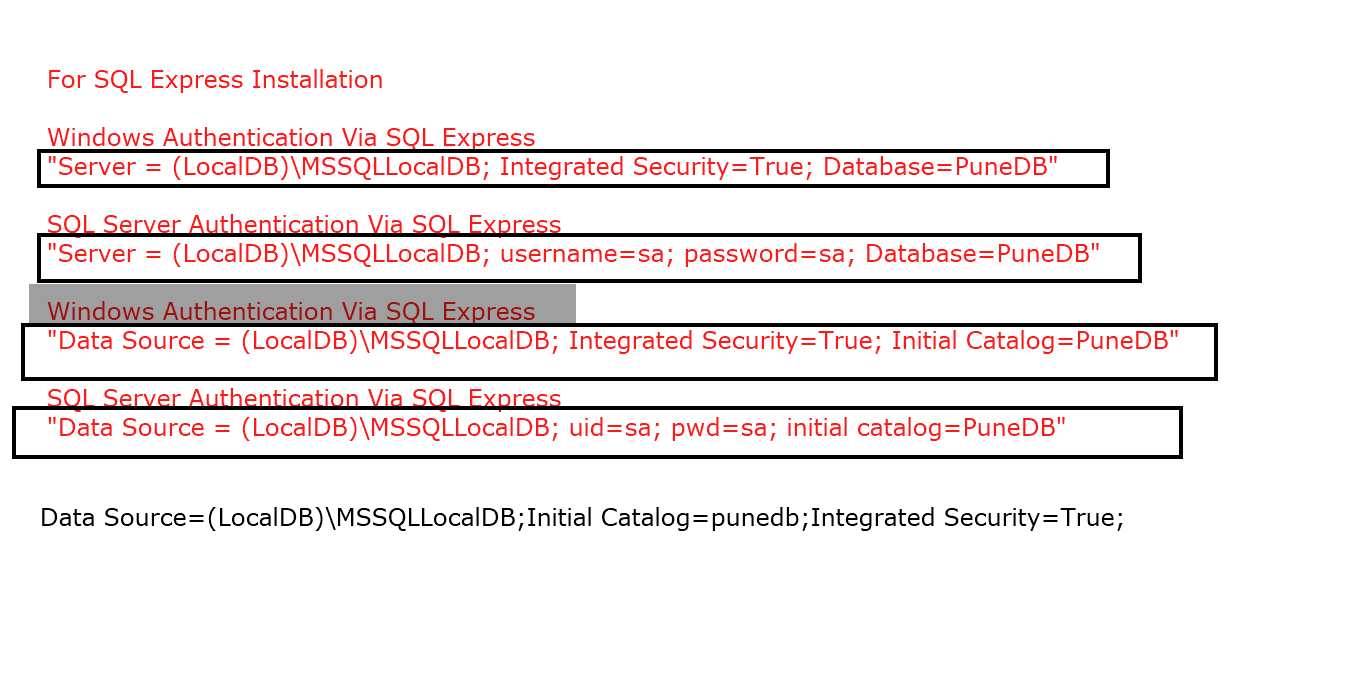 For SQL Express Installation
Windows Authentication Via SQL Express
"Server = (LocalDB)\MSSQLLocalDB; Integrated Security=True; Database=PuneDB"
SQL Server Authentication Via SQL Express
"Server = (LocalDB)\MSSQLLocalDB; username=sa; password=sa; Database=PuneDB"
Windows Authentication Via SQL Express
"Data Source = (LocalDB)\MSSQLLocalDB; Integrated Security=True; Initial Catalog=PuneDB"
SQL Server Authentication Via SQL Express
"Data Source = (LocalDB)\MSSQLLocalDB; uid=sa; pwd=sa; initial catalog=PuneDB"
Data Source=(LocalDB)\MSSQLLocalDB;Initial Catalog=punedb;Integrated Security=True;